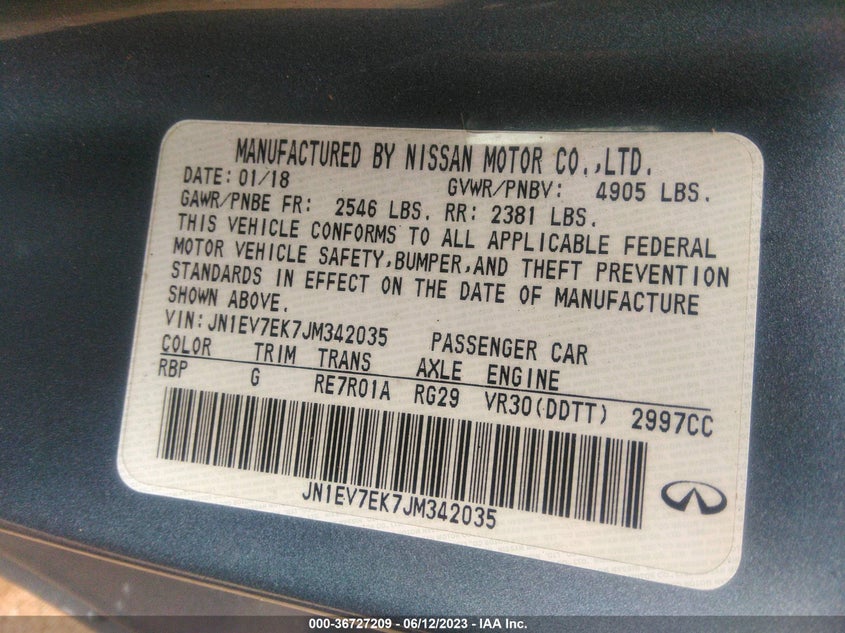 MANUFACTURED BY NISSAN MOTOR CO.,LTD.
DATE: 01/18 GVWR/PNBV: 4905 LBS.
GAWR/PNBE FR: 2546 LBS. RR: 2381 LBS.
THIS VEHICLE CONFORMS TO ALL APPLICABLE FEDERAL
MOTOR VEHICLE SAFETY,BUMPER,AND THEFT PREVENTION
STANDARDS IN EFFECT ON THE DATE OF MANUFACTURE
SHOWN ABOVE.
VIN: JN1EV7EK7JM342035 PASSENGER CAR
COLOR TRIM TRANS AXLE ENGINE
RBP G RE7R01A RG29 VR30(DDTT) 2997CC
JN1EV7EK7JM342035
000-36727209 - 06/12/2023 - IAA Inc.